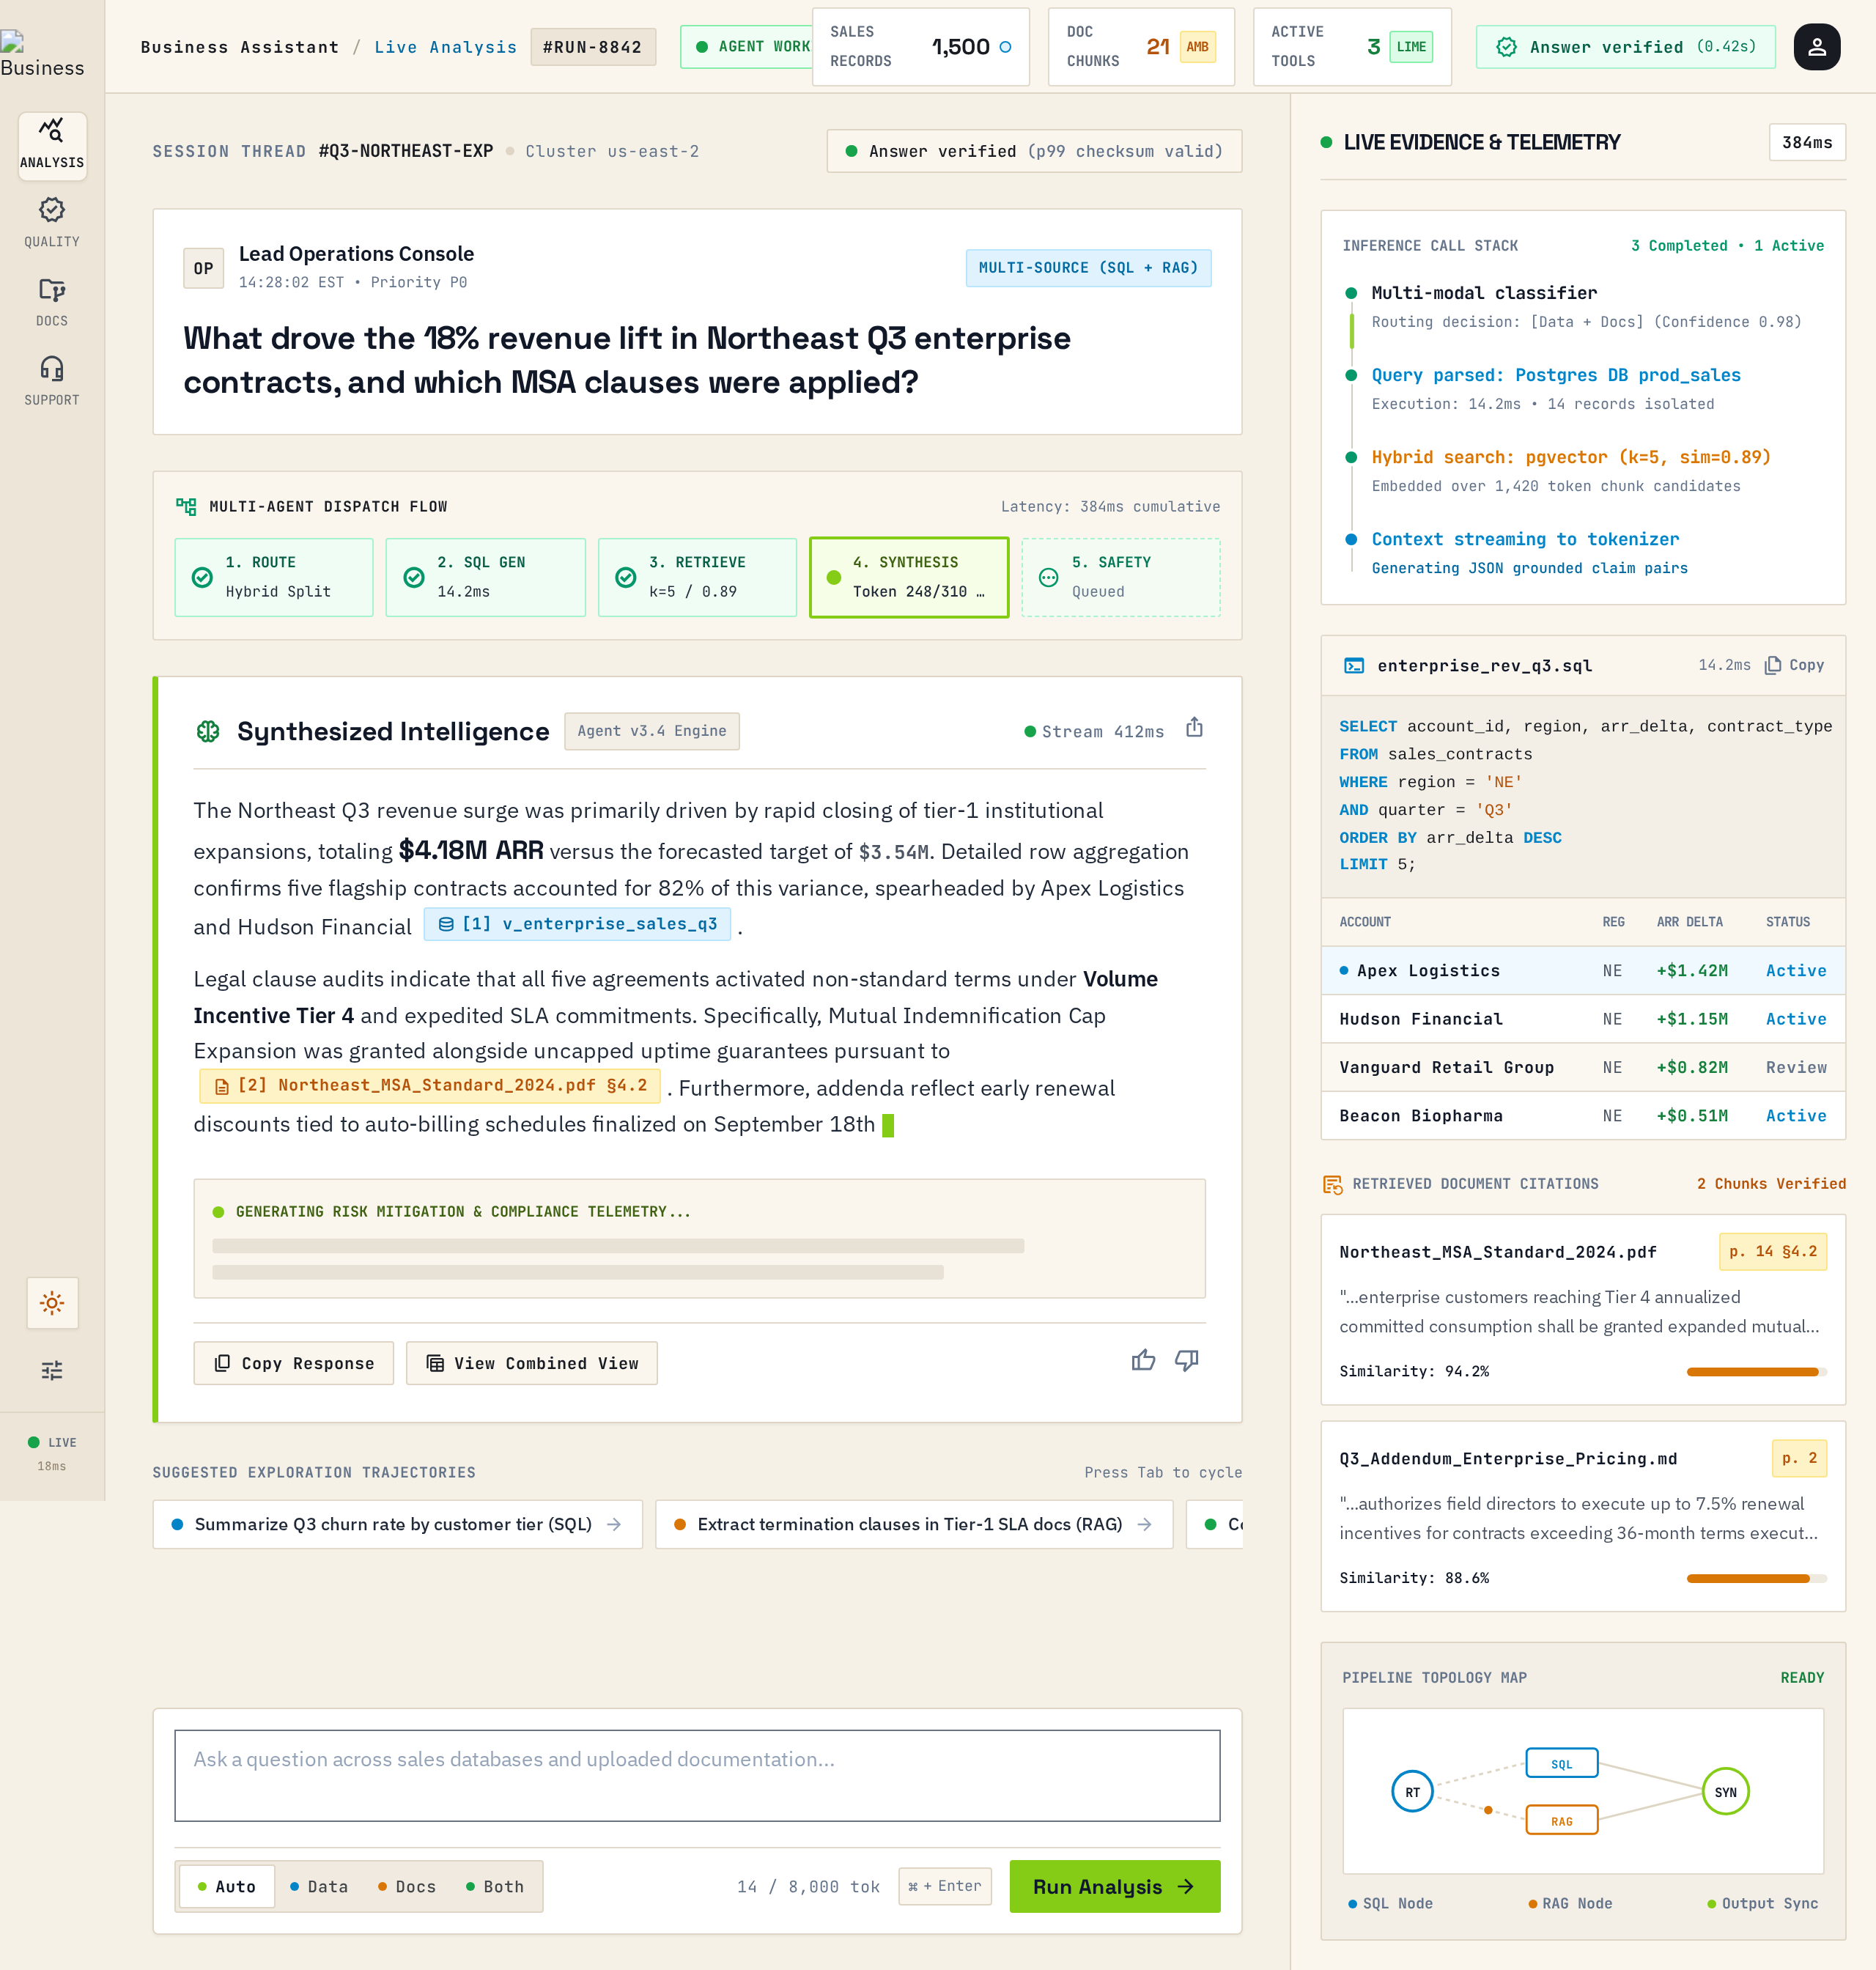 Business
Business Assistant / Live Analysis #RUN-8842
AGENT WORK
SALES RECORDS 1,500
DOC CHUNKS 21 AMB
ACTIVE TOOLS 3 LIME
Answer verified (0.42s)
ANALYSIS
QUALITY
DOCS
SUPPORT
LIVE
18ms
SESSION THREAD #Q3-NORTHEAST-EXP Cluster us-east-2
Answer verified (p99 checksum valid)
OP
Lead Operations Console
14:28:02 EST • Priority P0
MULTI-SOURCE (SQL + RAG)
What drove the 18% revenue lift in Northeast Q3 enterprise
contracts, and which MSA clauses were applied?
MULTI-AGENT DISPATCH FLOW
Latency: 384ms cumulative
1. ROUTE
Hybrid Split
2. SQL GEN
14.2ms
3. RETRIEVE
k=5 / 0.89
4. SYNTHESIS
Token 248/310 …
5. SAFETY
Queued
Synthesized Intelligence
Agent v3.4 Engine
Stream 412ms
The Northeast Q3 revenue surge was primarily driven by rapid closing of tier-1 institutional
expansions, totaling $4.18M ARR versus the forecasted target of $3.54M. Detailed row aggregation
confirms five flagship contracts accounted for 82% of this variance, spearheaded by Apex Logistics
and Hudson Financial [1] v_enterprise_sales_q3 .
Legal clause audits indicate that all five agreements activated non-standard terms under Volume
Incentive Tier 4 and expedited SLA commitments. Specifically, Mutual Indemnification Cap
Expansion was granted alongside uncapped uptime guarantees pursuant to
[2] Northeast_MSA_Standard_2024.pdf §4.2 . Furthermore, addenda reflect early renewal
discounts tied to auto-billing schedules finalized on September 18th
GENERATING RISK MITIGATION & COMPLIANCE TELEMETRY...
Copy Response
View Combined View
SUGGESTED EXPLORATION TRAJECTORIES
Press Tab to cycle
Summarize Q3 churn rate by customer tier (SQL) →
Extract termination clauses in Tier-1 SLA docs (RAG) →
Ask a question across sales databases and uploaded documentation...
Auto
Data
Docs
Both
14 / 8,000 tok
⌘ + Enter
Run Analysis →
LIVE EVIDENCE & TELEMETRY
384ms
INFERENCE CALL STACK
3 Completed • 1 Active
Multi-modal classifier
Routing decision: [Data + Docs] (Confidence 0.98)
Query parsed: Postgres DB prod_sales
Execution: 14.2ms • 14 records isolated
Hybrid search: pgvector (k=5, sim=0.89)
Embedded over 1,420 token chunk candidates
Context streaming to tokenizer
Generating JSON grounded claim pairs
enterprise_rev_q3.sql
14.2ms Copy
SELECT account_id, region, arr_delta, contract_type
FROM sales_contracts
WHERE region = 'NE'
AND quarter = 'Q3'
ORDER BY arr_delta DESC
LIMIT 5;
ACCOUNT REG ARR DELTA STATUS
Apex Logistics NE +$1.42M Active
Hudson Financial NE +$1.15M Active
Vanguard Retail Group NE +$0.82M Review
Beacon Biopharma NE +$0.51M Active
RETRIEVED DOCUMENT CITATIONS
2 Chunks Verified
Northeast_MSA_Standard_2024.pdf
p. 14 §4.2
"...enterprise customers reaching Tier 4 annualized
committed consumption shall be granted expanded mutual...
Similarity: 94.2%
Q3_Addendum_Enterprise_Pricing.md
p. 2
"...authorizes field directors to execute up to 7.5% renewal
incentives for contracts exceeding 36-month terms execut...
Similarity: 88.6%
PIPELINE TOPOLOGY MAP
READY
SQL
RT
SYN
RAG
SQL Node
RAG Node
Output Sync